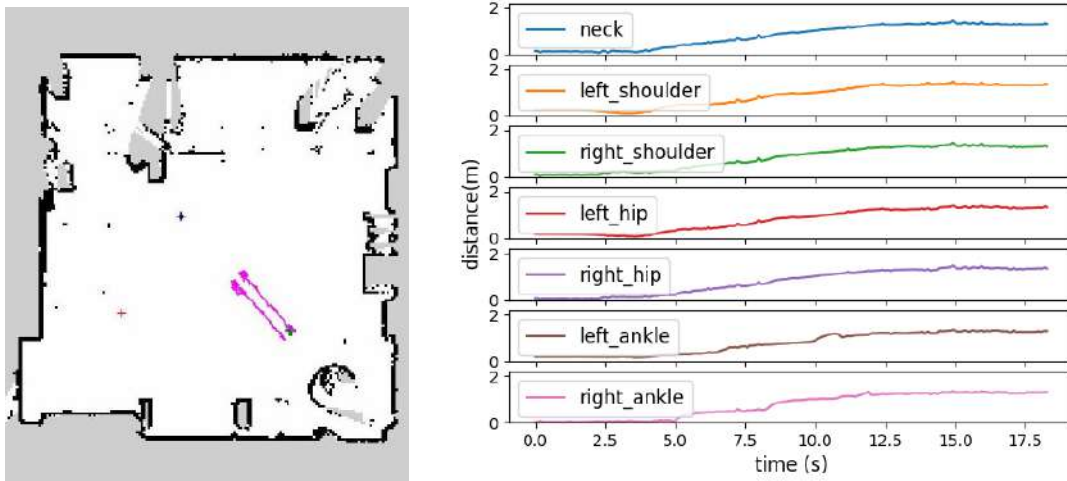 2
neck
0
2
left_shoulder
0
2
right_shoulder
0
2
left_hip
0
2
right_hip
0
2
left_ankle
0
2
right_ankle
0
distance(m)
0.0 2.5 5.0 7.5 10.0 12.5 15.0 17.5
time (s)